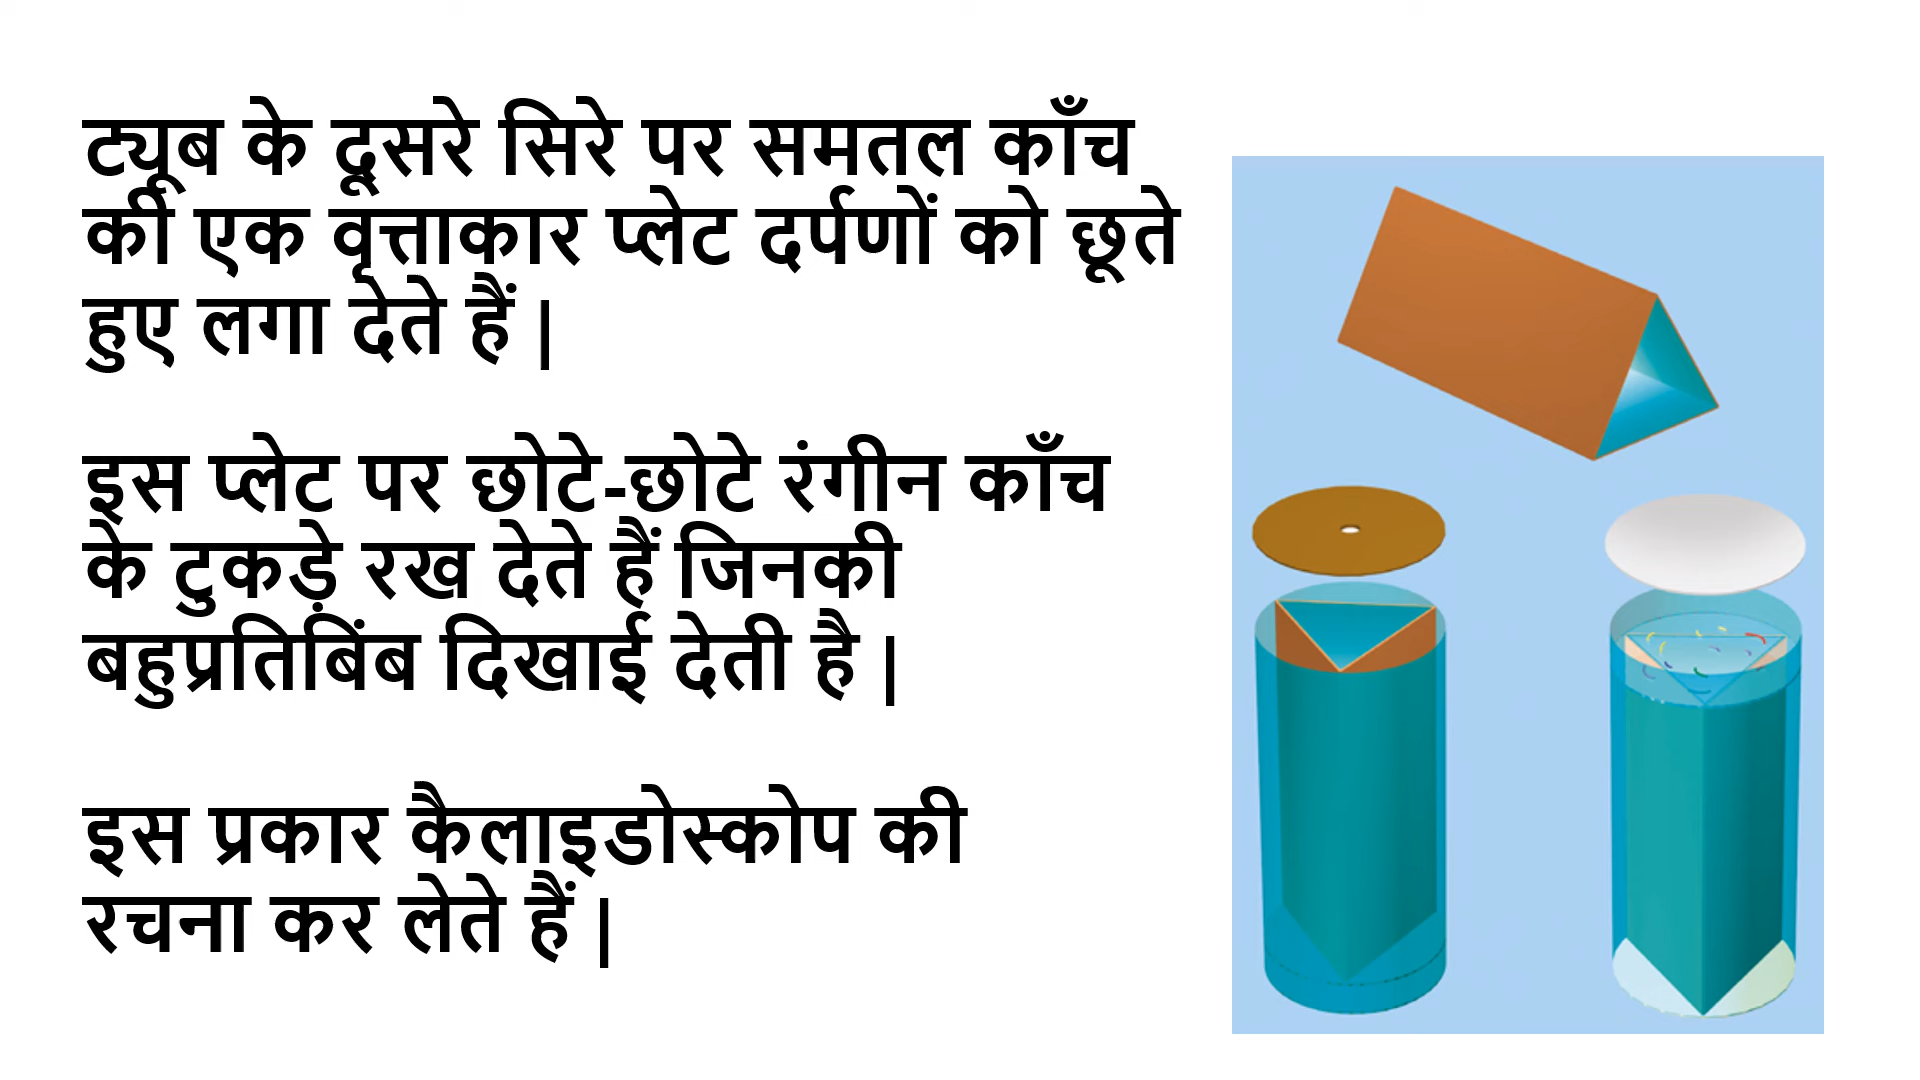 ट्यूब के दूसरे सिरे पर समतल काँच
की एक वृत्ताकार प्लेट दर्पणों को छूते
हुए लगा देते हैं |
इस प्लेट पर छोटे-छोटे रंगीन काँच
के टुकड़े रख देते हैं जिनकी
बहुप्रतिबिंब दिखाई देती है |
इस प्रकार कैलाइडोस्कोप की
रचना कर लेते हैं |